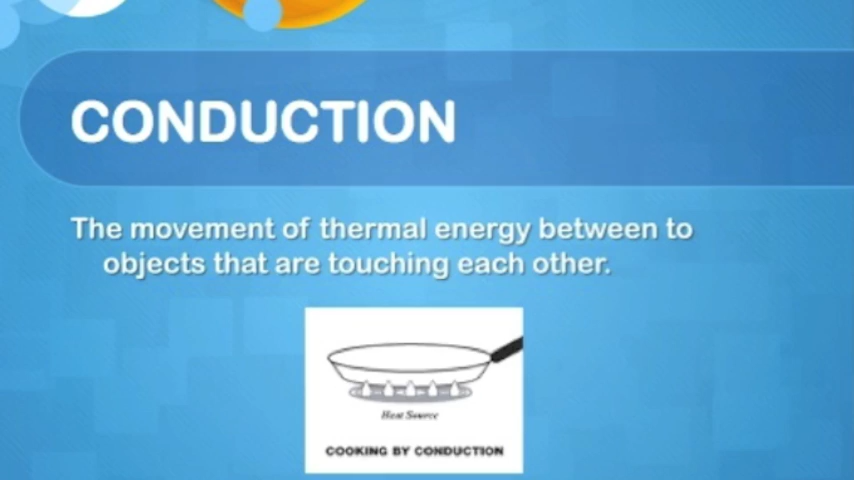 CONDUCTION
The movement of thermal energy between to
objects that are touching each other.
Heat Source
COOKING BY CONDUCTION